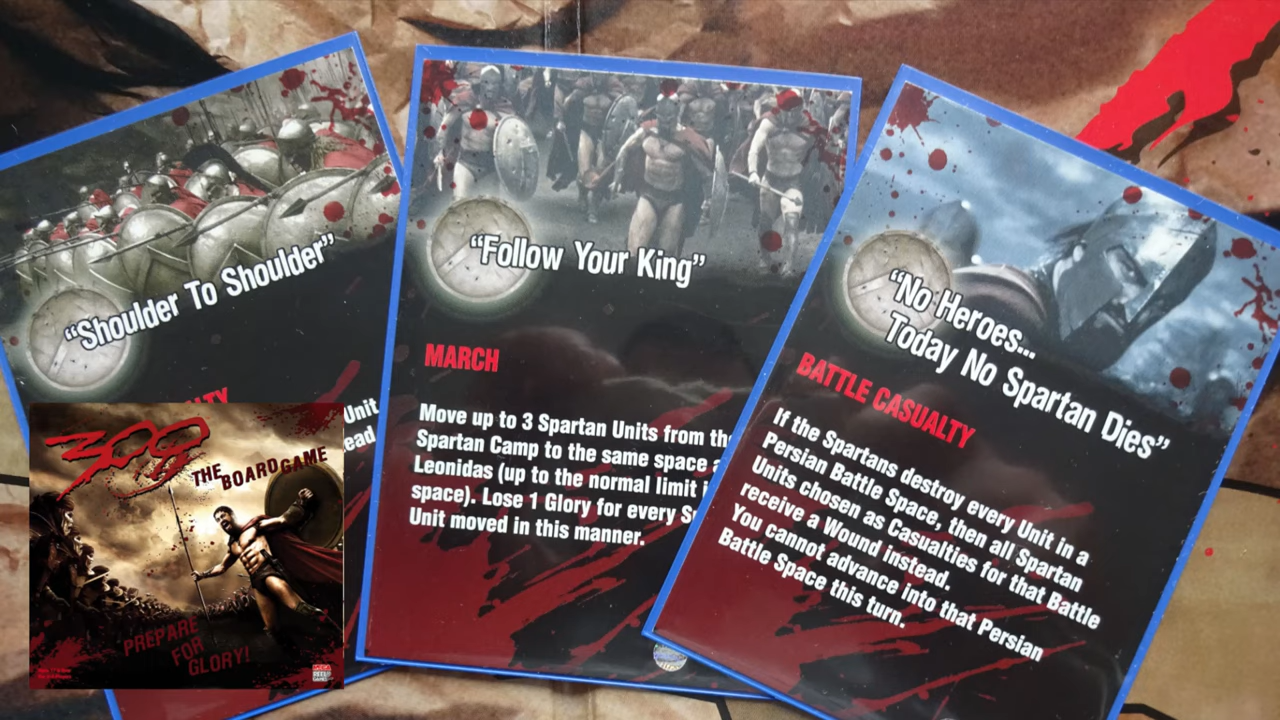 “Shoulder To Shoulder”
Unit
“Follow Your King”
MARCH
Move up to 3 Spartan Units from the
Spartan Camp to the same space
Leonidas (up to the normal limit
space). Lose 1 Glory for every
Unit moved in this manner.
“No Heroes...
Today No Spartan Dies”
BATTLE CASUALTY
If the Spartans destroy every Unit in a
Persian Battle Space, then all Spartan
Units chosen as Casualties for that Battle
receive a Wound instead.
You cannot advance into that Persian
Battle Space this turn.
300
THE BOARD GAME
PREPARE
FOR
GLORY!